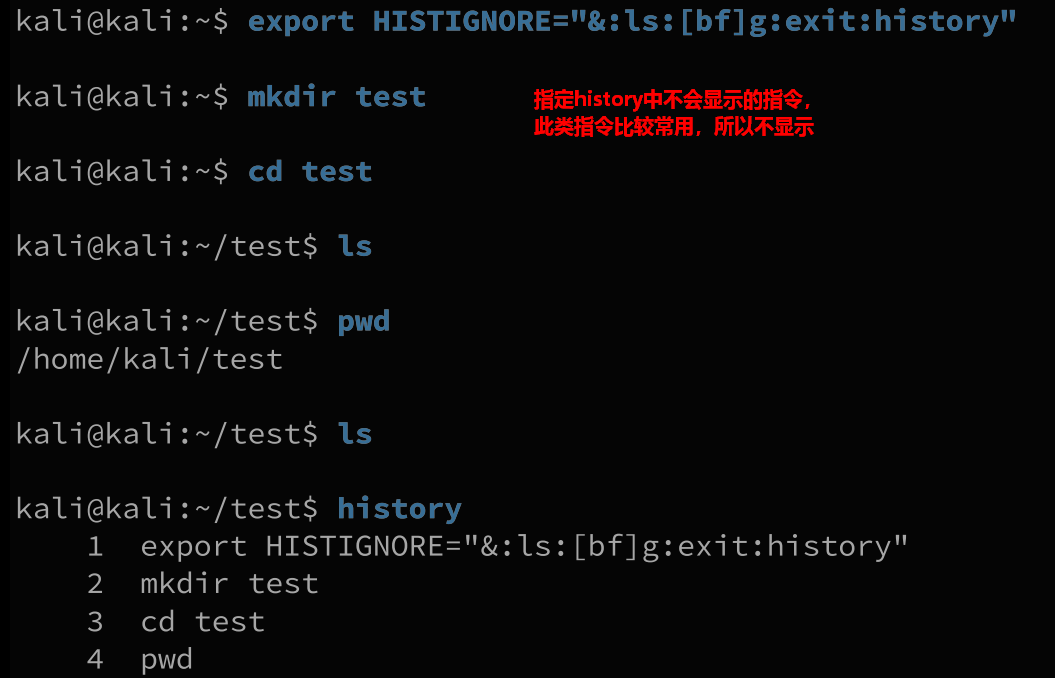 kali@kali:~$ export HISTIGNORE="&:ls:[bf]g:exit:history"
kali@kali:~$ mkdir test
指定history中不会显示的指令，
此类指令比较常用，所以不显示
kali@kali:~$ cd test
kali@kali:~/test$ ls
kali@kali:~/test$ pwd
/home/kali/test
kali@kali:~/test$ ls
kali@kali:~/test$ history
1 export HISTIGNORE="&:ls:[bf]g:exit:history"
2 mkdir test
3 cd test
4 pwd